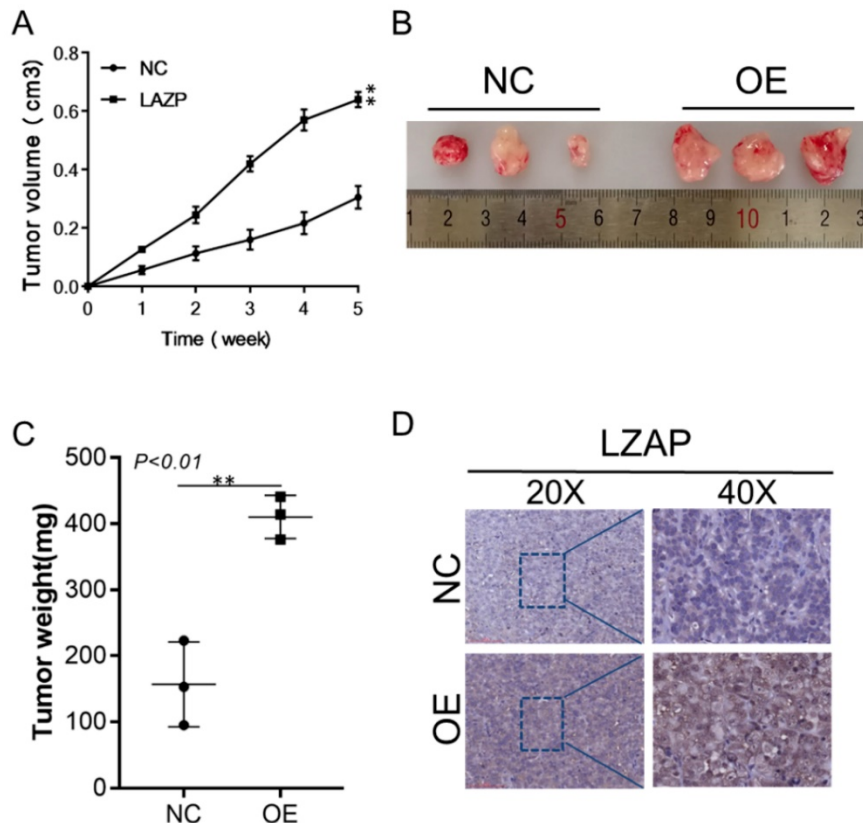 A
Tumor volume ( cm3)
0.8
0.6
0.4
0.2
0.0
NC
LAZP
**
0 1 2 3 4 5
Time ( week)
B
NC OE
1 2 3 4 5 6 7 8 9 10 1 2 3
C
Tumor weight(mg)
500
400
300
200
100
0
P<0.01
**
NC OE
D
LZAP
20X 40X
NC
OE